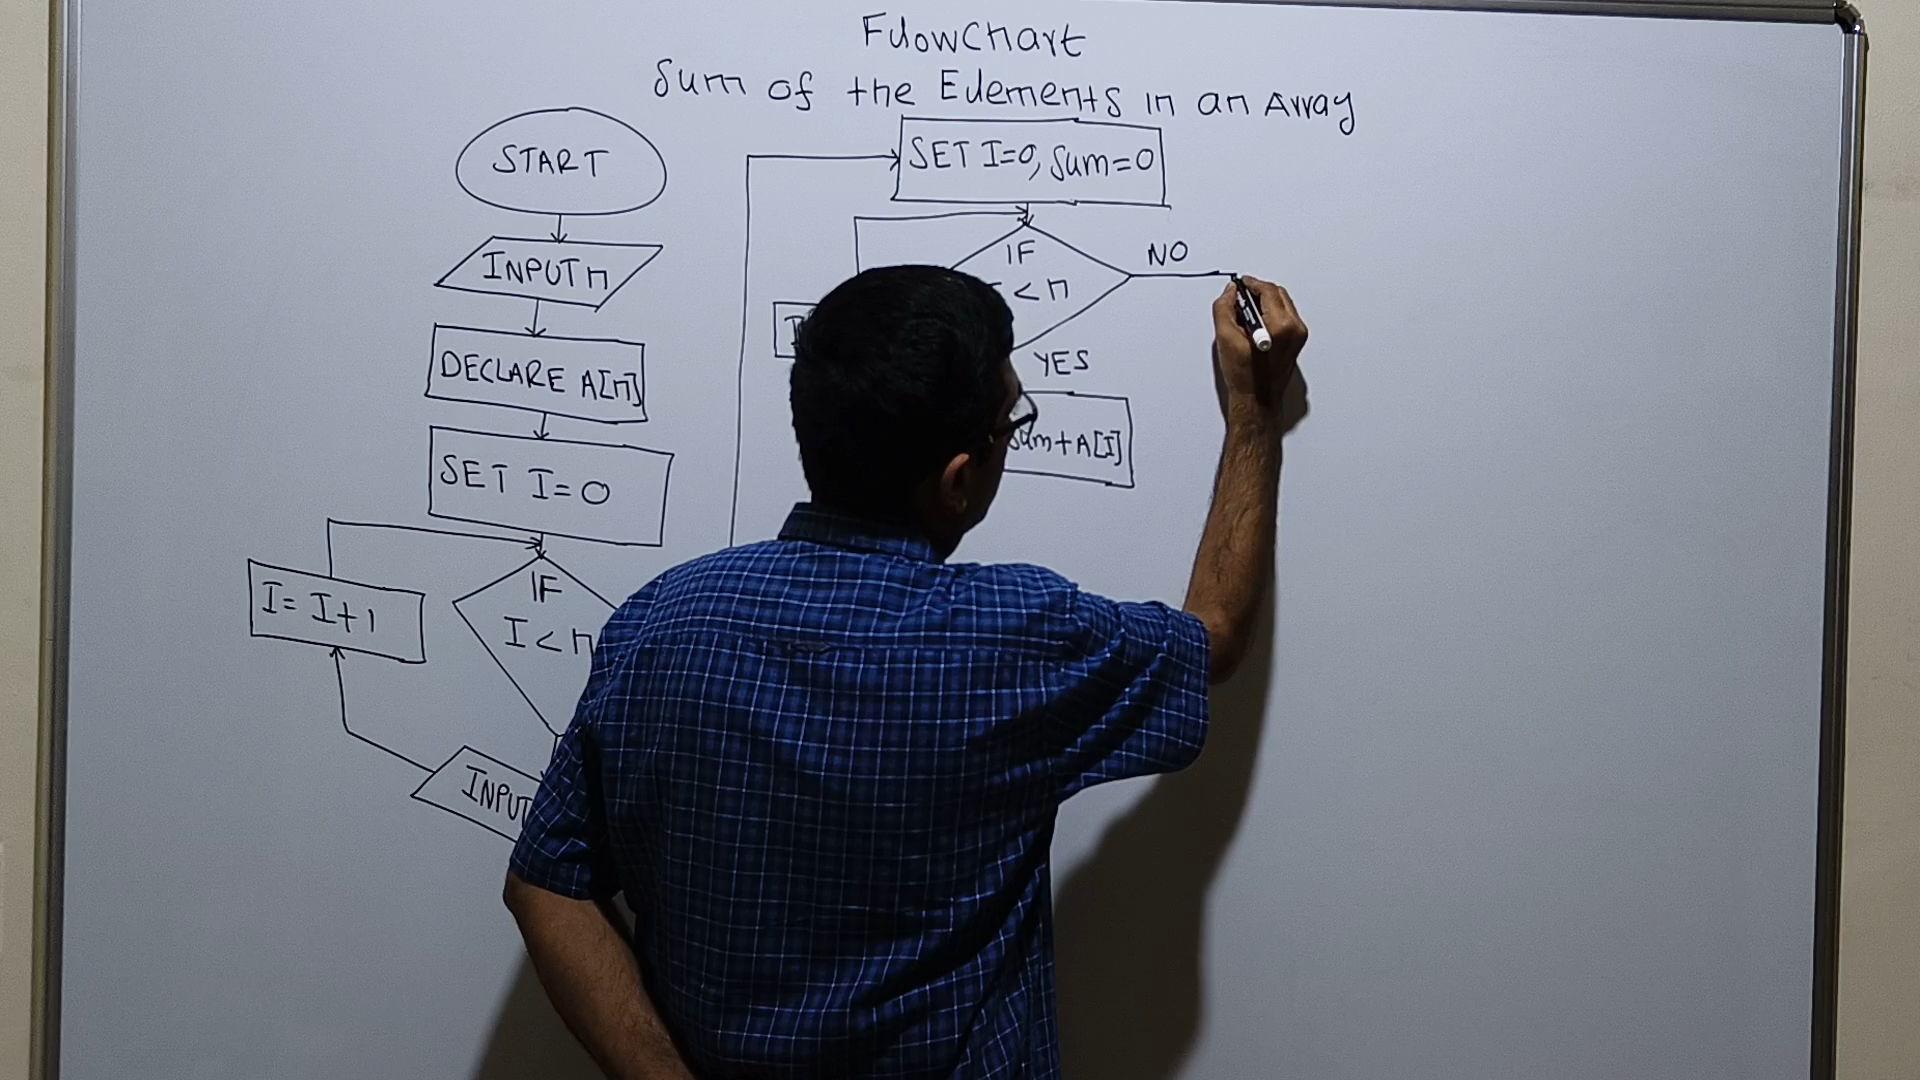 FlowChart
Sum of the Elements in an Array
START
INPUT n
DECLARE A[n]
SET I=0
IF
I<n
I=I+1
INPUT
SET I=0, Sum=0
IF
<n
NO
YES
Sum+A[I]